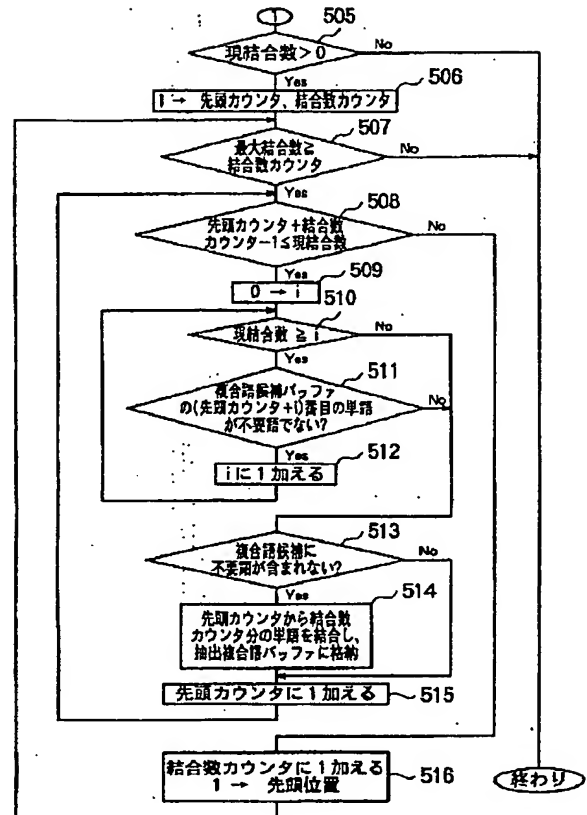 1
505
現結合数>0
No
Yes
506
1 → 先頭カウンタ、結合数カウンタ
507
最大結合数≧
結合数カウンタ
No
Yes
508
先頭カウンタ+結合数
カウンター1≤現結合数
No
Yes
509
0 → i
510
現結合数 ≧ i
No
Yes
511
複合語候補バッファ
の(先頭カウンタ+i)番目の単語
が不要語でない?
No
Yes
512
iに1加える
513
複合語候補に
不要語が含まれない?
No
Yes
514
先頭カウンタから結合数
カウンタ分の単語を結合し、
抽出複合語バッファに格納
先頭カウンタに1加える
515
結合数カウンタに1加える
1 → 先頭位置
516
終わり